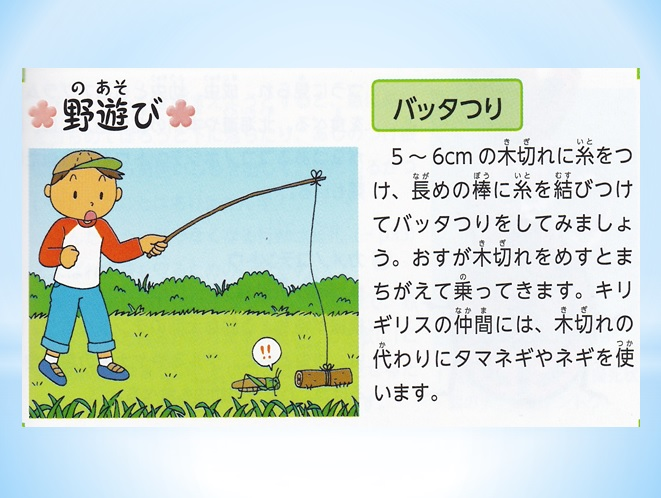 野遊び
のあそ
バッタつり
5～6cmの木切れに糸をつ
け、長めの棒に糸を結びつけ
てバッタつりをしてみましょ
う。おすが木切れをめすとま
ちがえて乗ってきます。キリ
ギリスの仲間には、木切れの
代わりにタマネギやネギを使
います。
!!